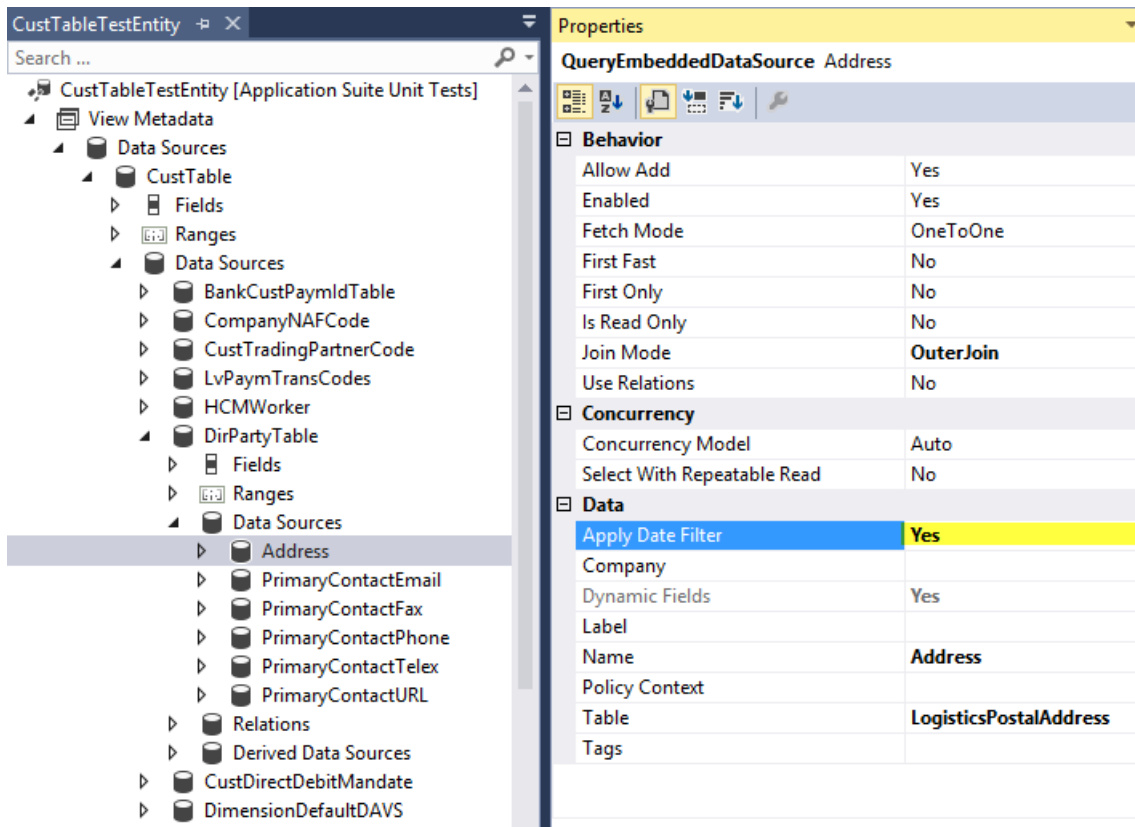 CustTableTestEntity
Search ...
CustTableTestEntity [Application Suite Unit Tests]
View Metadata
Data Sources
CustTable
Fields
Ranges
Data Sources
BankCustPaymIdTable
CompanyNAFCode
CustTradingPartnerCode
LvPaymTransCodes
HCMWorker
DirPartyTable
Fields
Ranges
Data Sources
Address
PrimaryContactEmail
PrimaryContactFax
PrimaryContactPhone
PrimaryContactTelex
PrimaryContactURL
Relations
Derived Data Sources
CustDirectDebitMandate
DimensionDefaultDAVS
Properties
QueryEmbeddedDataSource Address
Behavior
Allow Add Yes
Enabled Yes
Fetch Mode OneToOne
First Fast No
First Only No
Is Read Only No
Join Mode OuterJoin
Use Relations No
Concurrency
Concurrency Model Auto
Select With Repeatable Read No
Data
Apply Date Filter Yes
Company
Dynamic Fields Yes
Label
Name Address
Policy Context
Table LogisticsPostalAddress
Tags